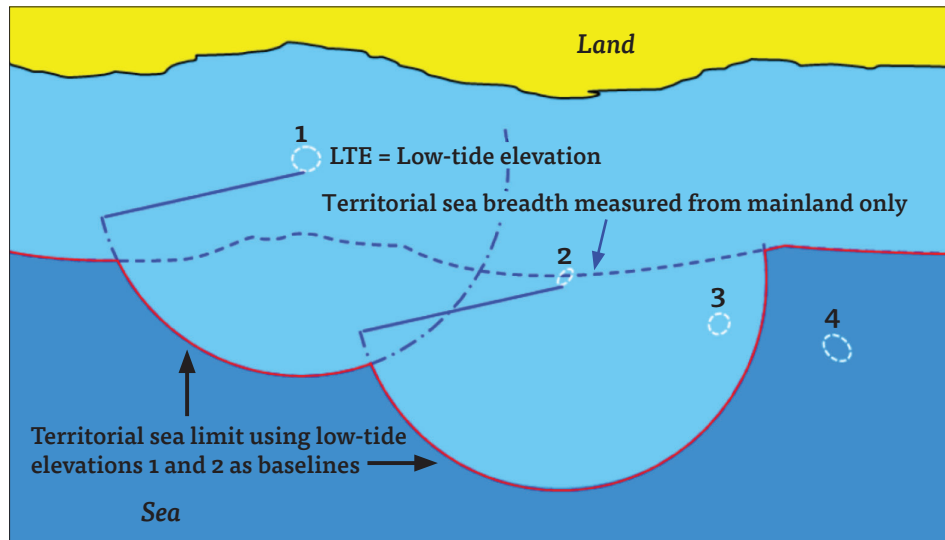 Land
1
LTE = Low-tide elevation
Territorial sea breadth measured from mainland only
2
3
4
Territorial sea limit using low-tide
elevations 1 and 2 as baselines
Sea